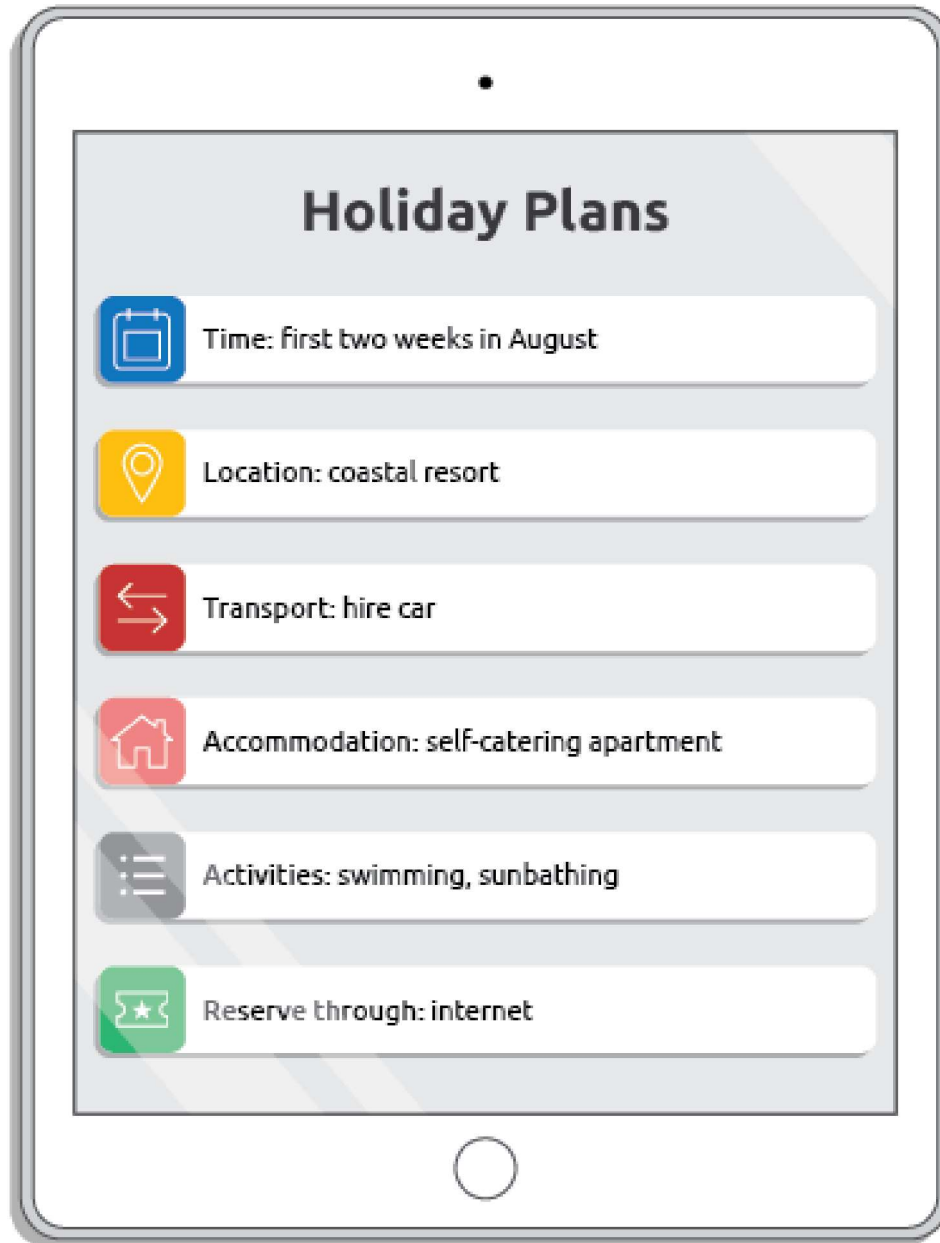 Holiday Plans
Time: first two weeks in August
Location: coastal resort
Transport: hire car
Accommodation: self-catering apartment
Activities: swimming, sunbathing
Reserve through: internet